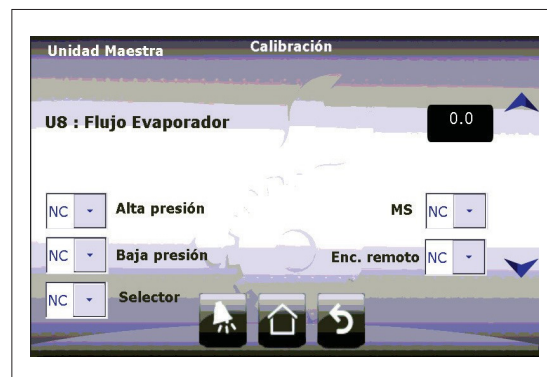 Unidad Maestra Calibración
U8 : Flujo Evaporador 0.0
NC Alta presión MS NC
NC Baja presión Enc. remoto NC
NC Selector